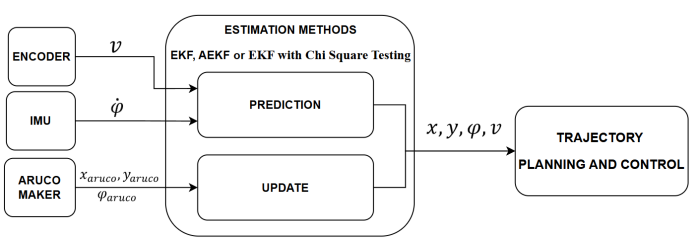 ESTIMATION METHODS
EKF, AEKF or EKF with Chi Square Testing
ENCODER
v
PREDICTION
IMU
φ̇
x, y, φ, v
TRAJECTORY
PLANNING AND CONTROL
ARUCO
MAKER
x_aruco, y_aruco
φ_aruco
UPDATE